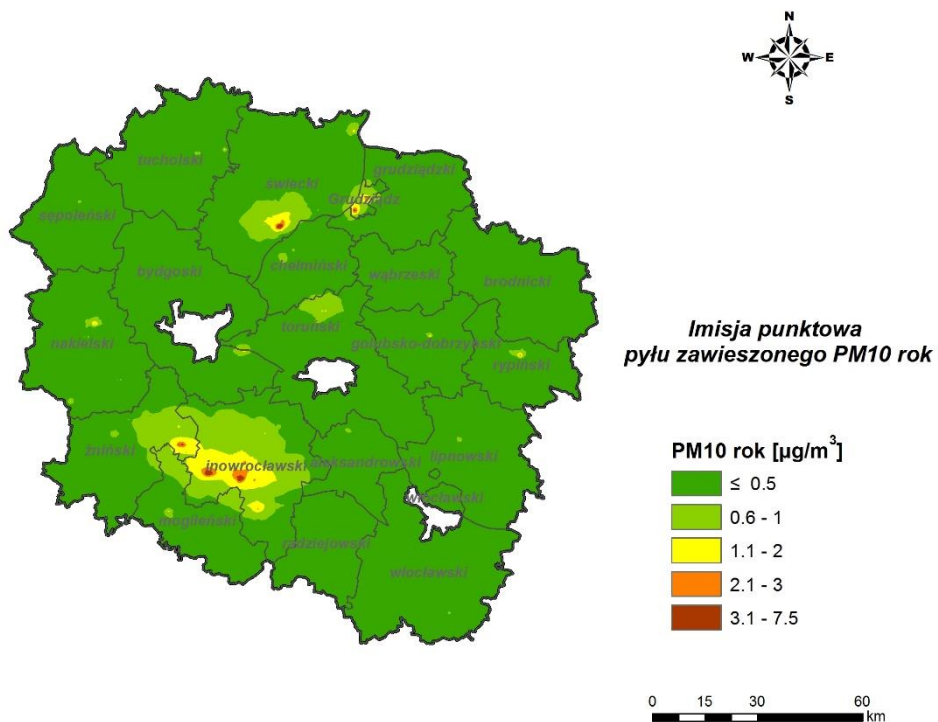 N
W E
S
tucholski
grudziądzki
świecki
Grudziądz
sępoleński
chełmiński
bydgoski
wąbrzeski
brodnicki
toruński
nakielski
golubsko-dobrzyński
rypiński
Imisja punktowa
pyłu zawieszonego PM10 rok
żniński
inowrocławski
aleksandrowski
lipnowski
włocławski
mogileński
radziejowski
włocławski
PM10 rok [µg/m³]
≤ 0.5
0.6 - 1
1.1 - 2
2.1 - 3
3.1 - 7.5
0 15 30 60
km